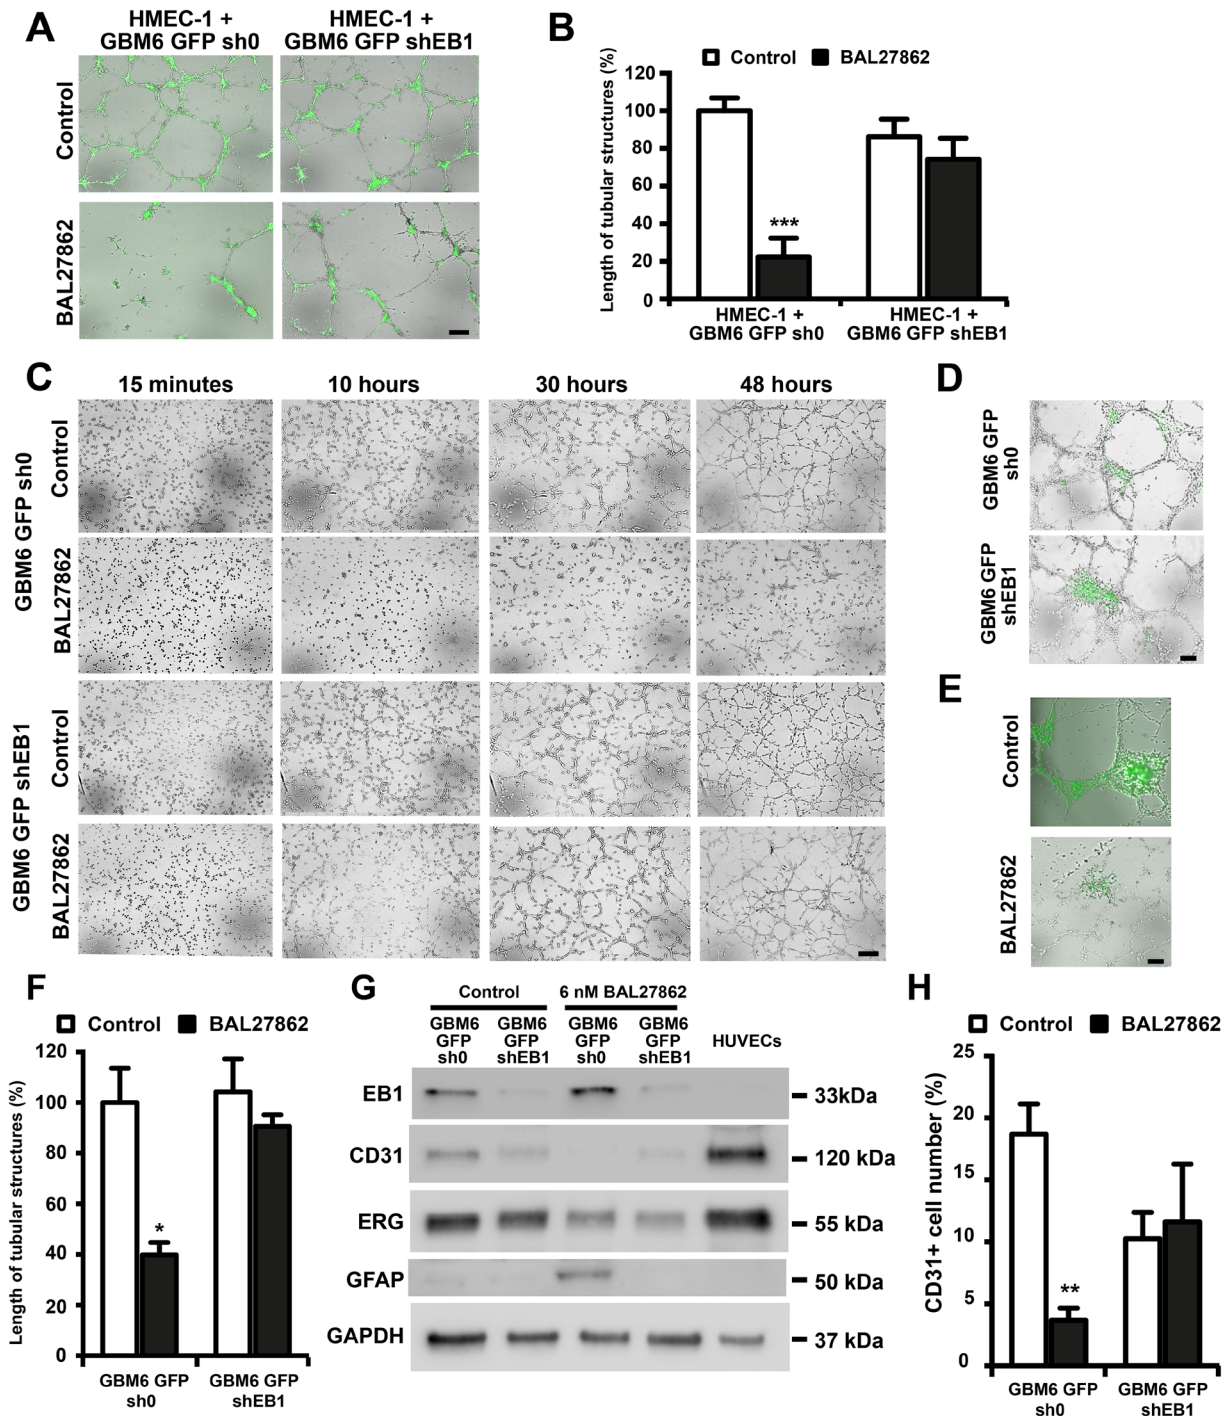 A
HMEC-1 +
GBM6 GFP sh0
HMEC-1 +
GBM6 GFP shEB1
Control
BAL27862
B
Control
BAL27862
Length of tubular structures (%)
120
100
80
60
40
20
0
***
HMEC-1 +
GBM6 GFP sh0
HMEC-1 +
GBM6 GFP shEB1
C
15 minutes
10 hours
30 hours
48 hours
GBM6 GFP sh0
Control
BAL27862
GBM6 GFP shEB1
Control
BAL27862
D
GBM6 GFP
sh0
GBM6 GFP
shEB1
E
Control
BAL27862
F
Control
BAL27862
Length of tubular structures (%)
120
100
80
60
40
20
0
*
GBM6 GFP
sh0
GBM6 GFP
shEB1
G
Control
6 nM BAL27862
GBM6
GFP
sh0
GBM6
GFP
shEB1
GBM6
GFP
sh0
GBM6
GFP
shEB1
HUVECs
EB1
33kDa
CD31
120 kDa
ERG
55 kDa
GFAP
50 kDa
GAPDH
37 kDa
H
Control
BAL27862
CD31+ cell number (%)
25
20
15
10
5
0
**
GBM6 GFP
sh0
GBM6 GFP
shEB1